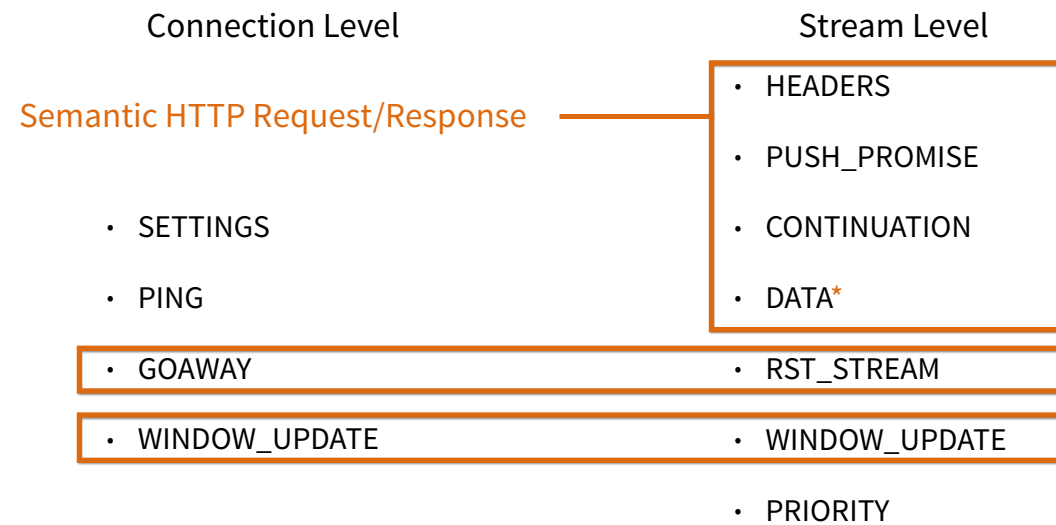 Connection Level Stream Level
• HEADERS
Semantic HTTP Request/Response
• PUSH_PROMISE
• SETTINGS • CONTINUATION
• PING • DATA*
• GOAWAY • RST_STREAM
• WINDOW_UPDATE • WINDOW_UPDATE
• PRIORITY